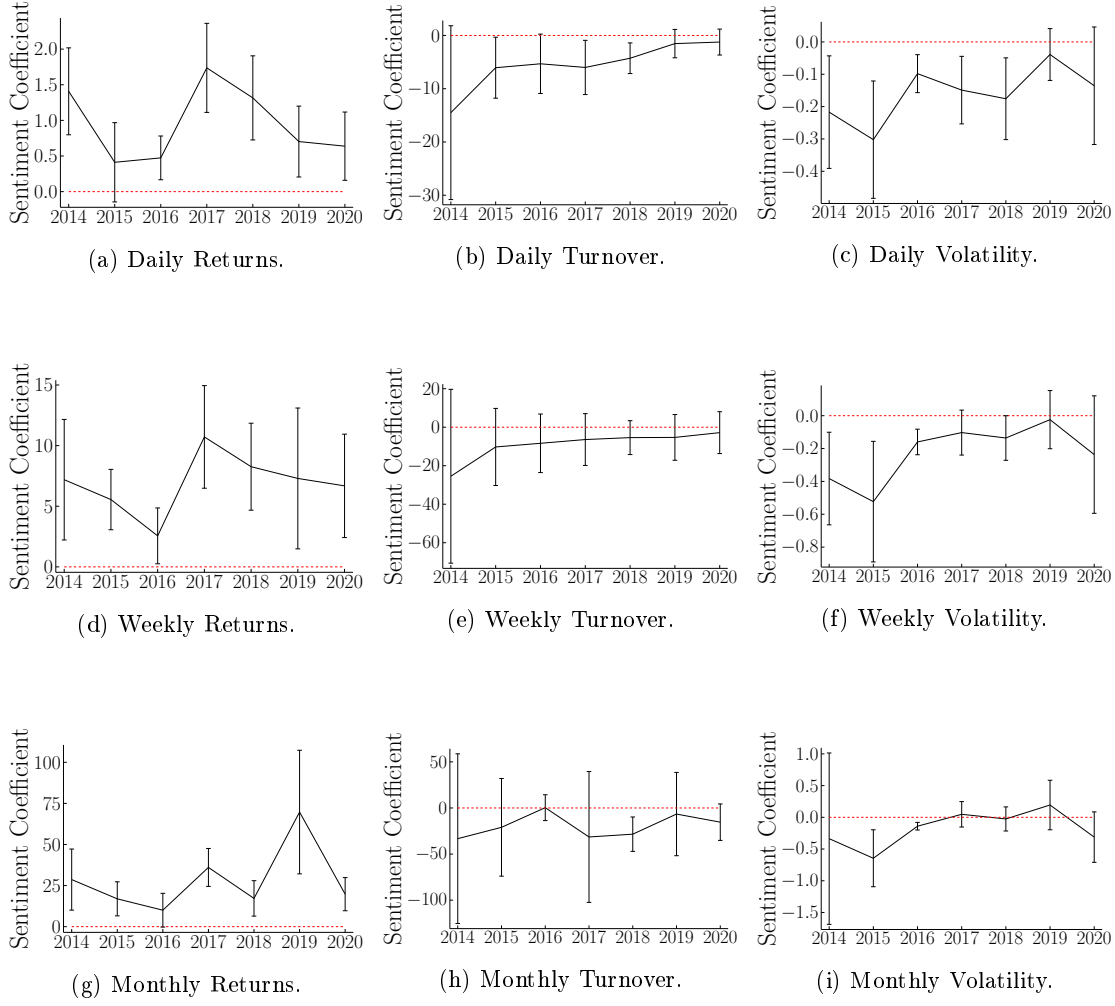 Sentiment Coefficient
2.0
1.5
1.0
0.5
0.0
2014 2015 2016 2017 2018 2019 2020
(a) Daily Returns.
Sentiment Coefficient
0
−10
−20
−30
2014 2015 2016 2017 2018 2019 2020
(b) Daily Turnover.
Sentiment Coefficient
0.0
−0.1
−0.2
−0.3
−0.4
2014 2015 2016 2017 2018 2019 2020
(c) Daily Volatility.
Sentiment Coefficient
15
10
5
0
2014 2015 2016 2017 2018 2019 2020
(d) Weekly Returns.
Sentiment Coefficient
20
0
−20
−40
−60
2014 2015 2016 2017 2018 2019 2020
(e) Weekly Turnover.
Sentiment Coefficient
0.0
−0.2
−0.4
−0.6
−0.8
2014 2015 2016 2017 2018 2019 2020
(f) Weekly Volatility.
Sentiment Coefficient
100
75
50
25
0
2014 2015 2016 2017 2018 2019 2020
(g) Monthly Returns.
Sentiment Coefficient
50
0
−50
−100
2014 2015 2016 2017 2018 2019 2020
(h) Monthly Turnover.
Sentiment Coefficient
1.0
0.5
0.0
−0.5
−1.0
−1.5
2014 2015 2016 2017 2018 2019 2020
(i) Monthly Volatility.